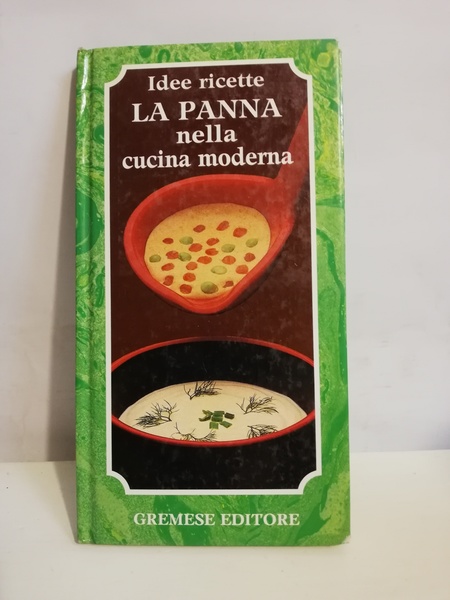 Idee ricette
LA PANNA
nella
cucina moderna
GREMESE EDITORE